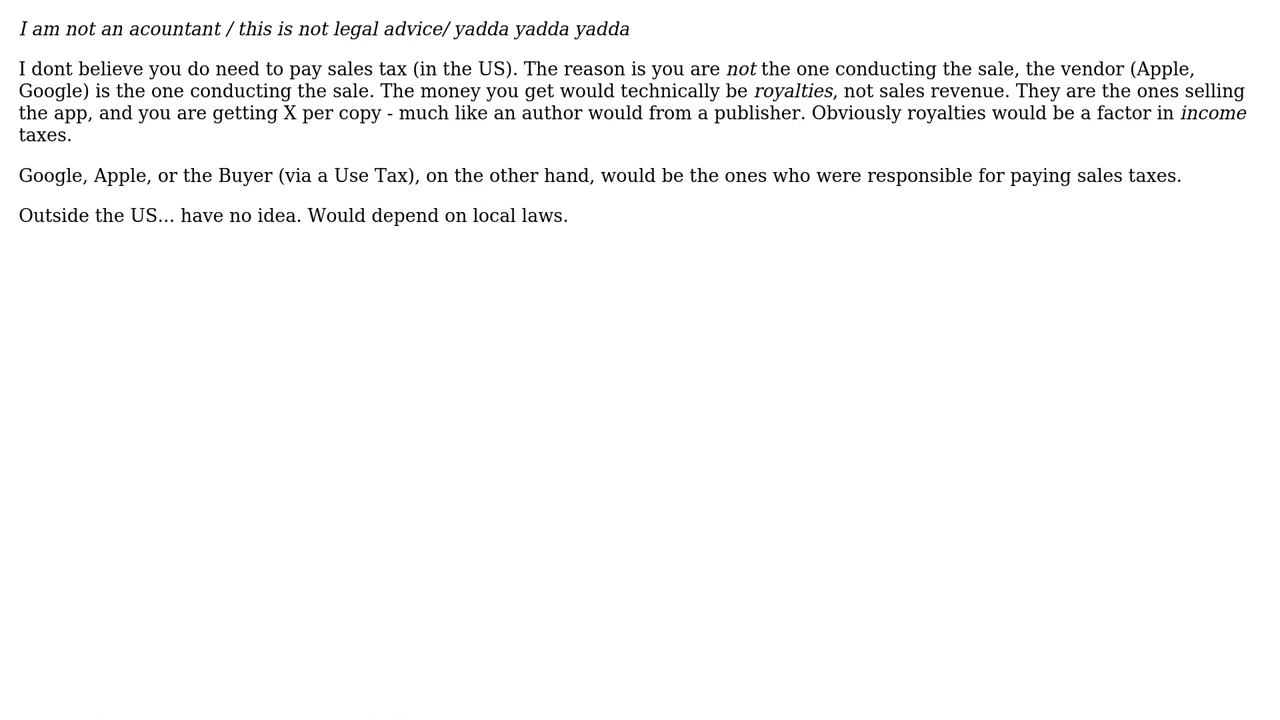 I am not an acountant / this is not legal advice/ yadda yadda yadda
I dont believe you do need to pay sales tax (in the US). The reason is you are not the one conducting the sale, the vendor (Apple,
Google) is the one conducting the sale. The money you get would technically be royalties, not sales revenue. They are the ones selling
the app, and you are getting X per copy - much like an author would from a publisher. Obviously royalties would be a factor in income
taxes.
Google, Apple, or the Buyer (via a Use Tax), on the other hand, would be the ones who were responsible for paying sales taxes.
Outside the US... have no idea. Would depend on local laws.